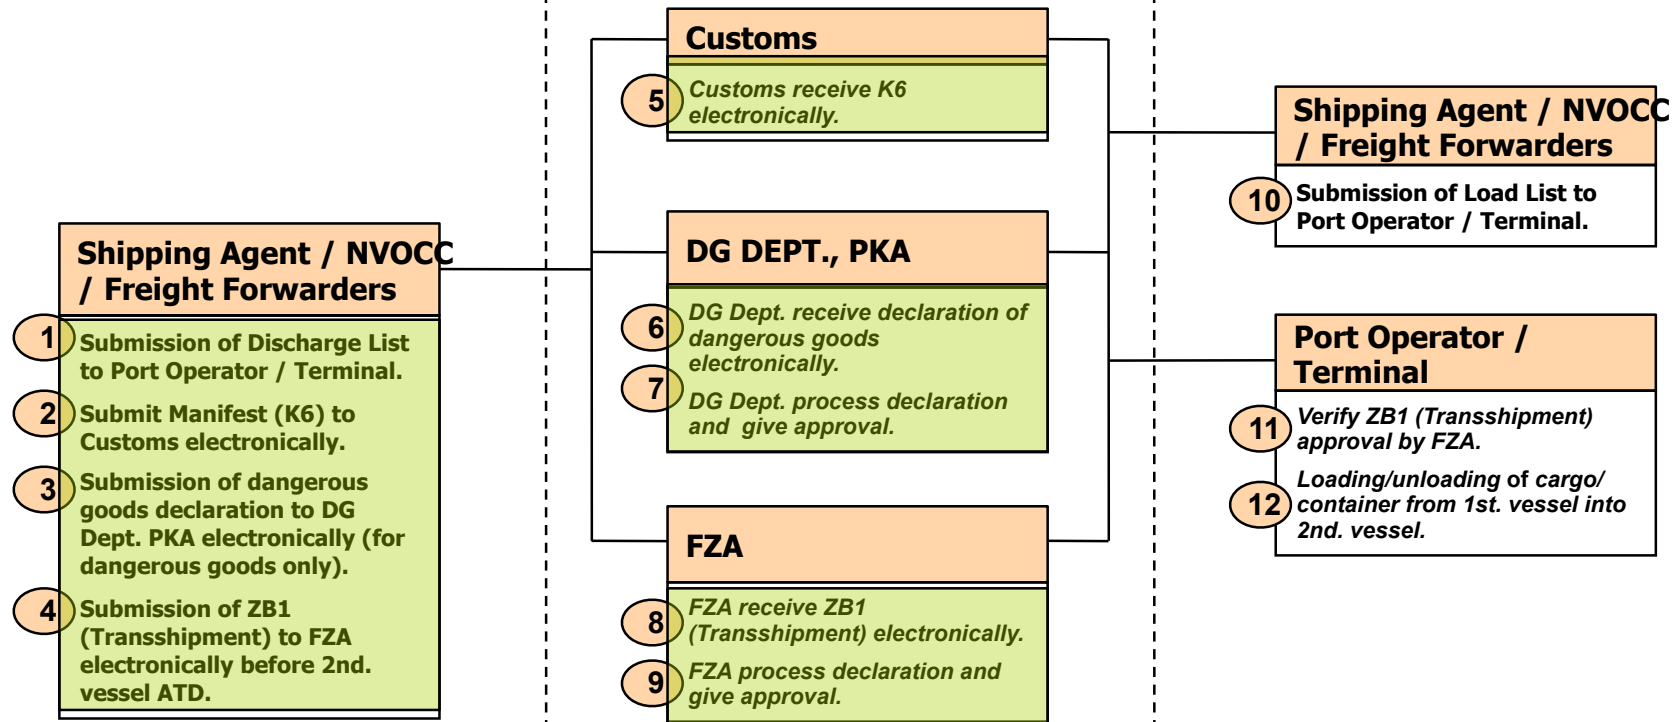 Shipping Agent / NVOCC
/ Freight Forwarders
1
Submission of Discharge List
to Port Operator / Terminal.
2
Submit Manifest (K6) to
Customs electronically.
3
Submission of dangerous
goods declaration to DG
Dept. PKA electronically (for
dangerous goods only).
4
Submission of ZB1
(Transshipment) to FZA
electronically before 2nd.
vessel ATD.
Customs
5
Customs receive K6
electronically.
DG DEPT., PKA
6
DG Dept. receive declaration of
dangerous goods
electronically.
7
DG Dept. process declaration
and give approval.
FZA
8
FZA receive ZB1
(Transshipment) electronically.
9
FZA process declaration and
give approval.
Shipping Agent / NVOCC
/ Freight Forwarders
10
Submission of Load List to
Port Operator / Terminal.
Port Operator /
Terminal
11
Verify ZB1 (Transshipment)
approval by FZA.
12
Loading/unloading of cargo/
container from 1st. vessel into
2nd. vessel.